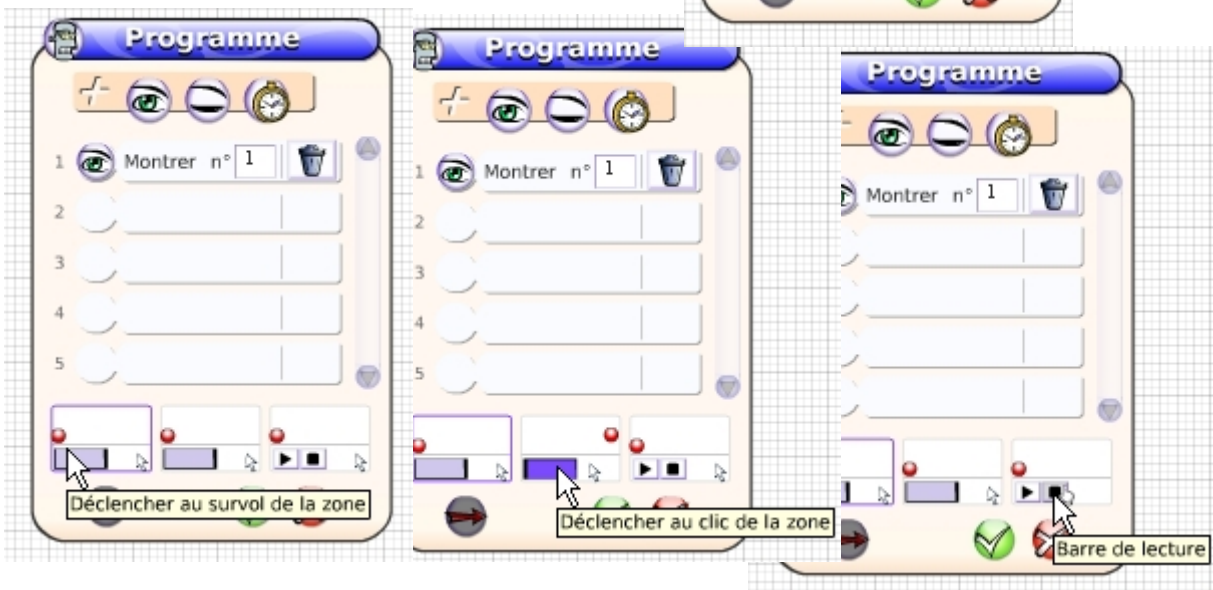 Programme
1 Montrer n° 1
2
3
4
5
Déclencher au survol de la zone
Programme
1 Montrer n° 1
2
3
4
5
Déclencher au clic de la zone
Programme
Montrer n° 1
Barre de lecture